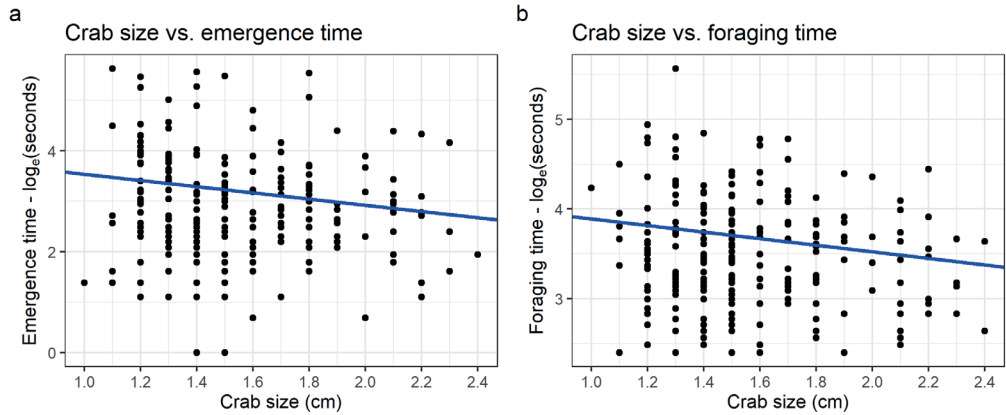 a
Crab size vs. emergence time
Emergence time - logₑ(seconds)
4
2
0
1.0 1.2 1.4 1.6 1.8 2.0 2.2 2.4
Crab size (cm)
b
Crab size vs. foraging time
Foraging time - logₑ(seconds)
5
4
3
1.0 1.2 1.4 1.6 1.8 2.0 2.2 2.4
Crab size (cm)